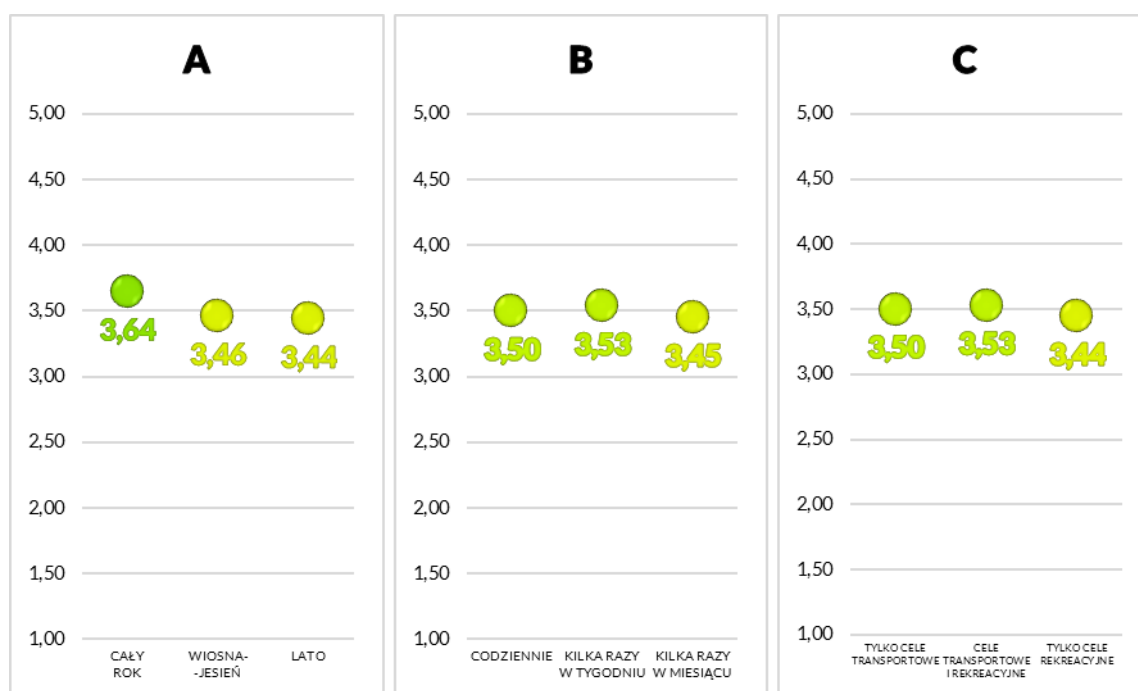 A
5,00
4,50
4,00
3,50
3,00
2,50
2,00
1,50
1,00
3,64
3,46
3,44
CAŁY
ROK
WIOSNA-
-JESIEŃ
LATO
B
5,00
4,50
4,00
3,50
3,00
2,50
2,00
1,50
1,00
3,50
3,53
3,45
CODZIENNIE
KILKA RAZY
W TYGODNIU
KILKA RAZY
W MIESIĄCU
C
5,00
4,50
4,00
3,50
3,00
2,50
2,00
1,50
1,00
3,50
3,53
3,44
TYLKO CELE
TRANSPORTOWE
CELE
TRANSPORTOWE
I REKREACYJNE
TYLKO CELE
REKREACYJNE